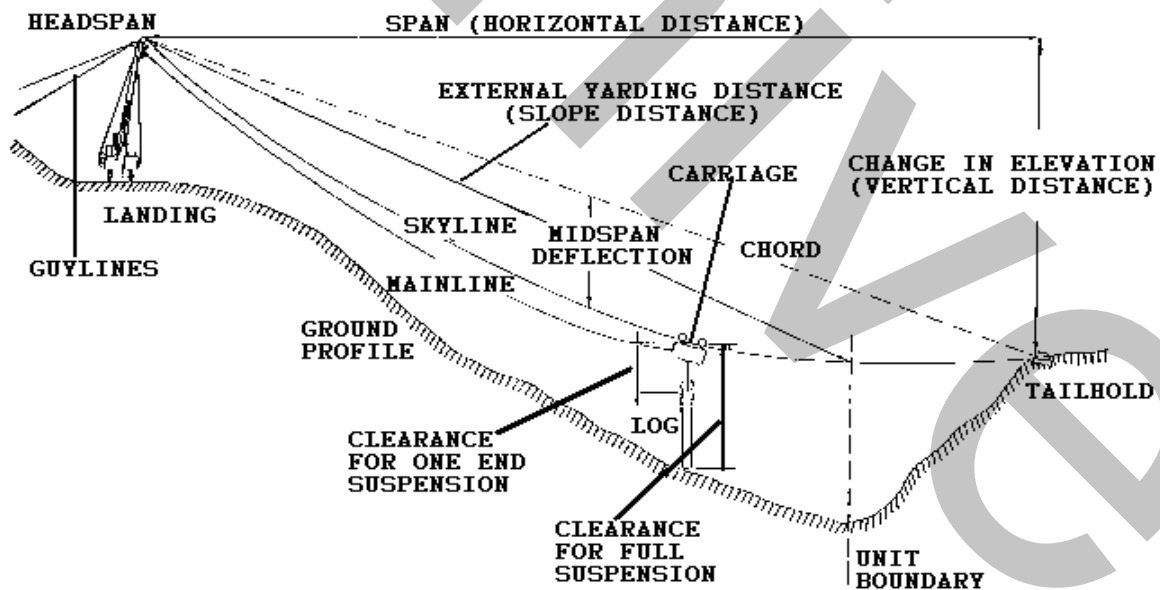 HEADSPAN
SPAN (HORIZONTAL DISTANCE)
EXTERNAL YARDING DISTANCE
(SLOPE DISTANCE)
CHANGE IN ELEVATION
(VERTICAL DISTANCE)
CARRIAGE
LANDING
SKYLINE
MIDSPAN
DEFLECTION
CHORD
GUYLINES
MAINLINE
GROUND
PROFILE
TAILHOLD
LOG
CLEARANCE
FOR ONE END
SUSPENSION
CLEARANCE
FOR FULL
SUSPENSION
UNIT
BOUNDARY